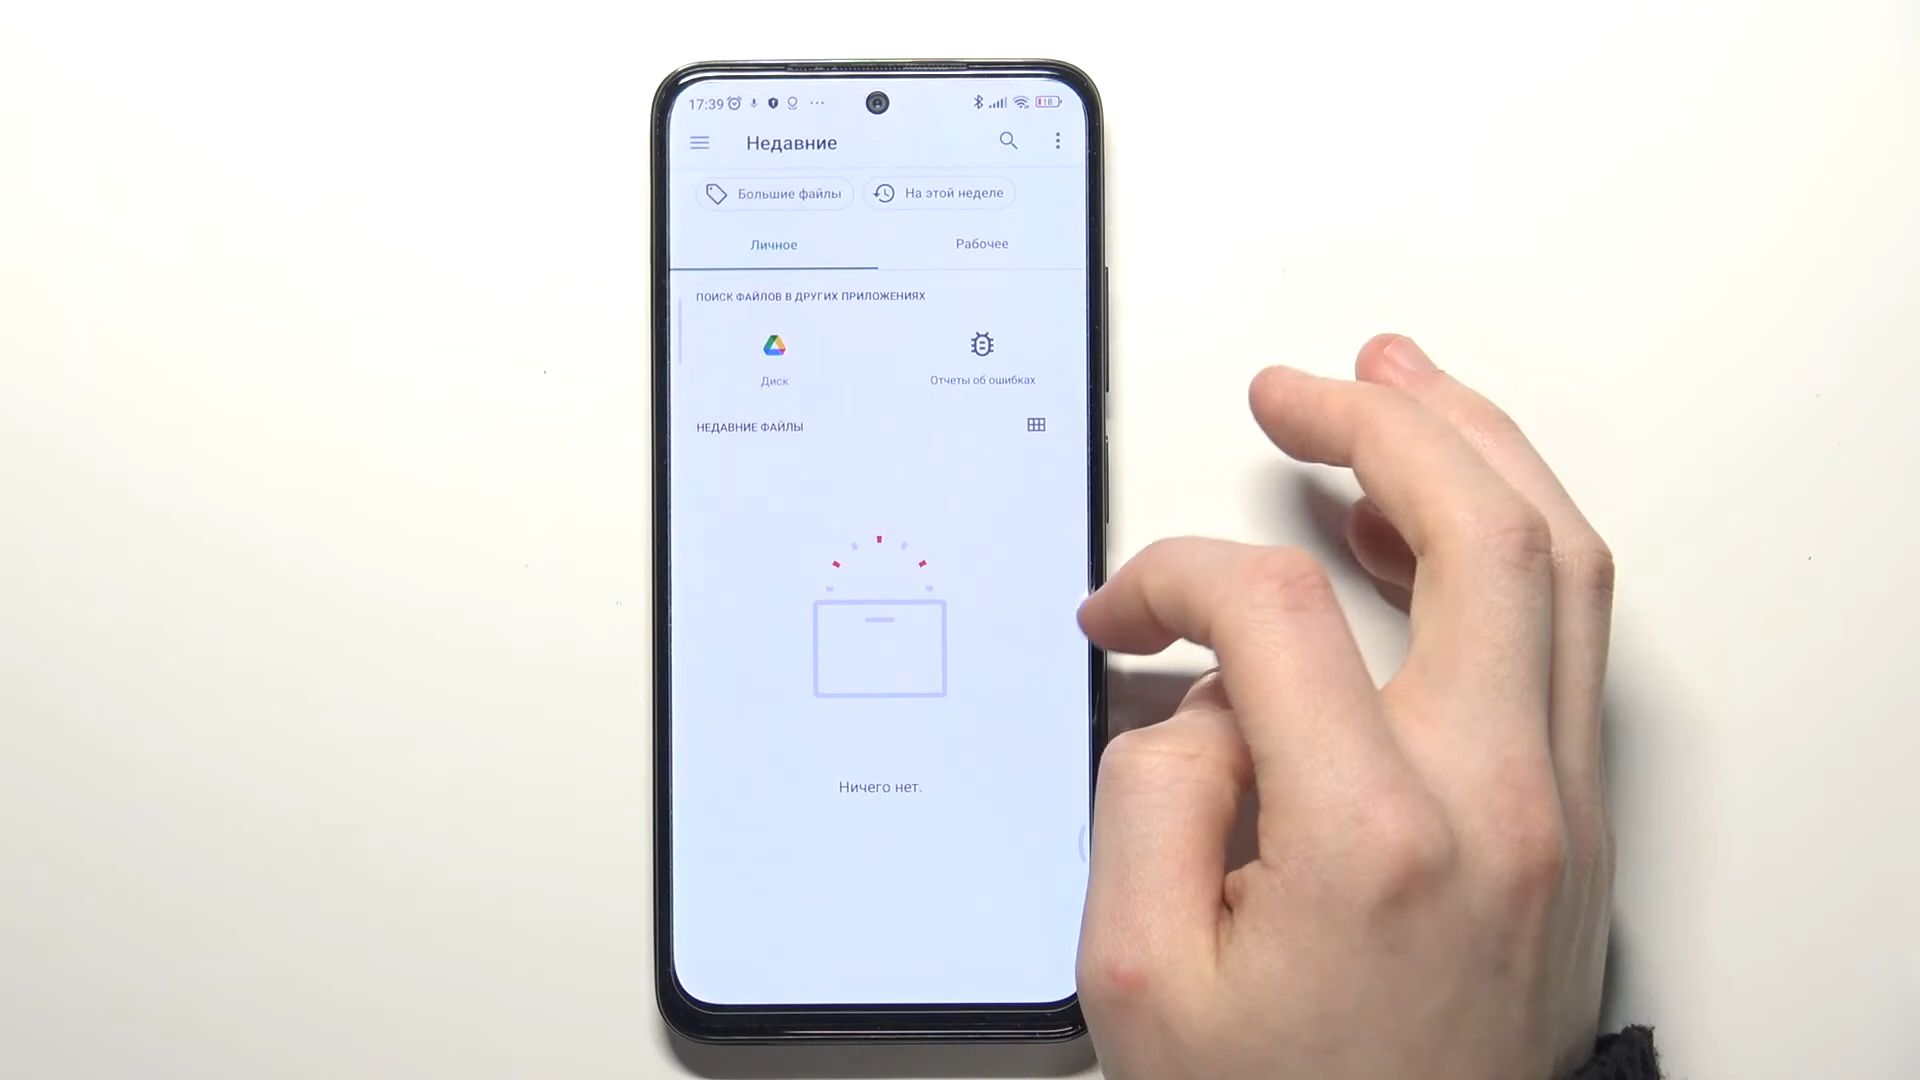 17:39
18
Недавние
Большие файлы
На этой неделе
Личное
Рабочее
ПОИСК ФАЙЛОВ В ДРУГИХ ПРИЛОЖЕНИЯХ
Диск
Отчеты об ошибках
НЕДАВНИЕ ФАЙЛЫ
Ничего нет.